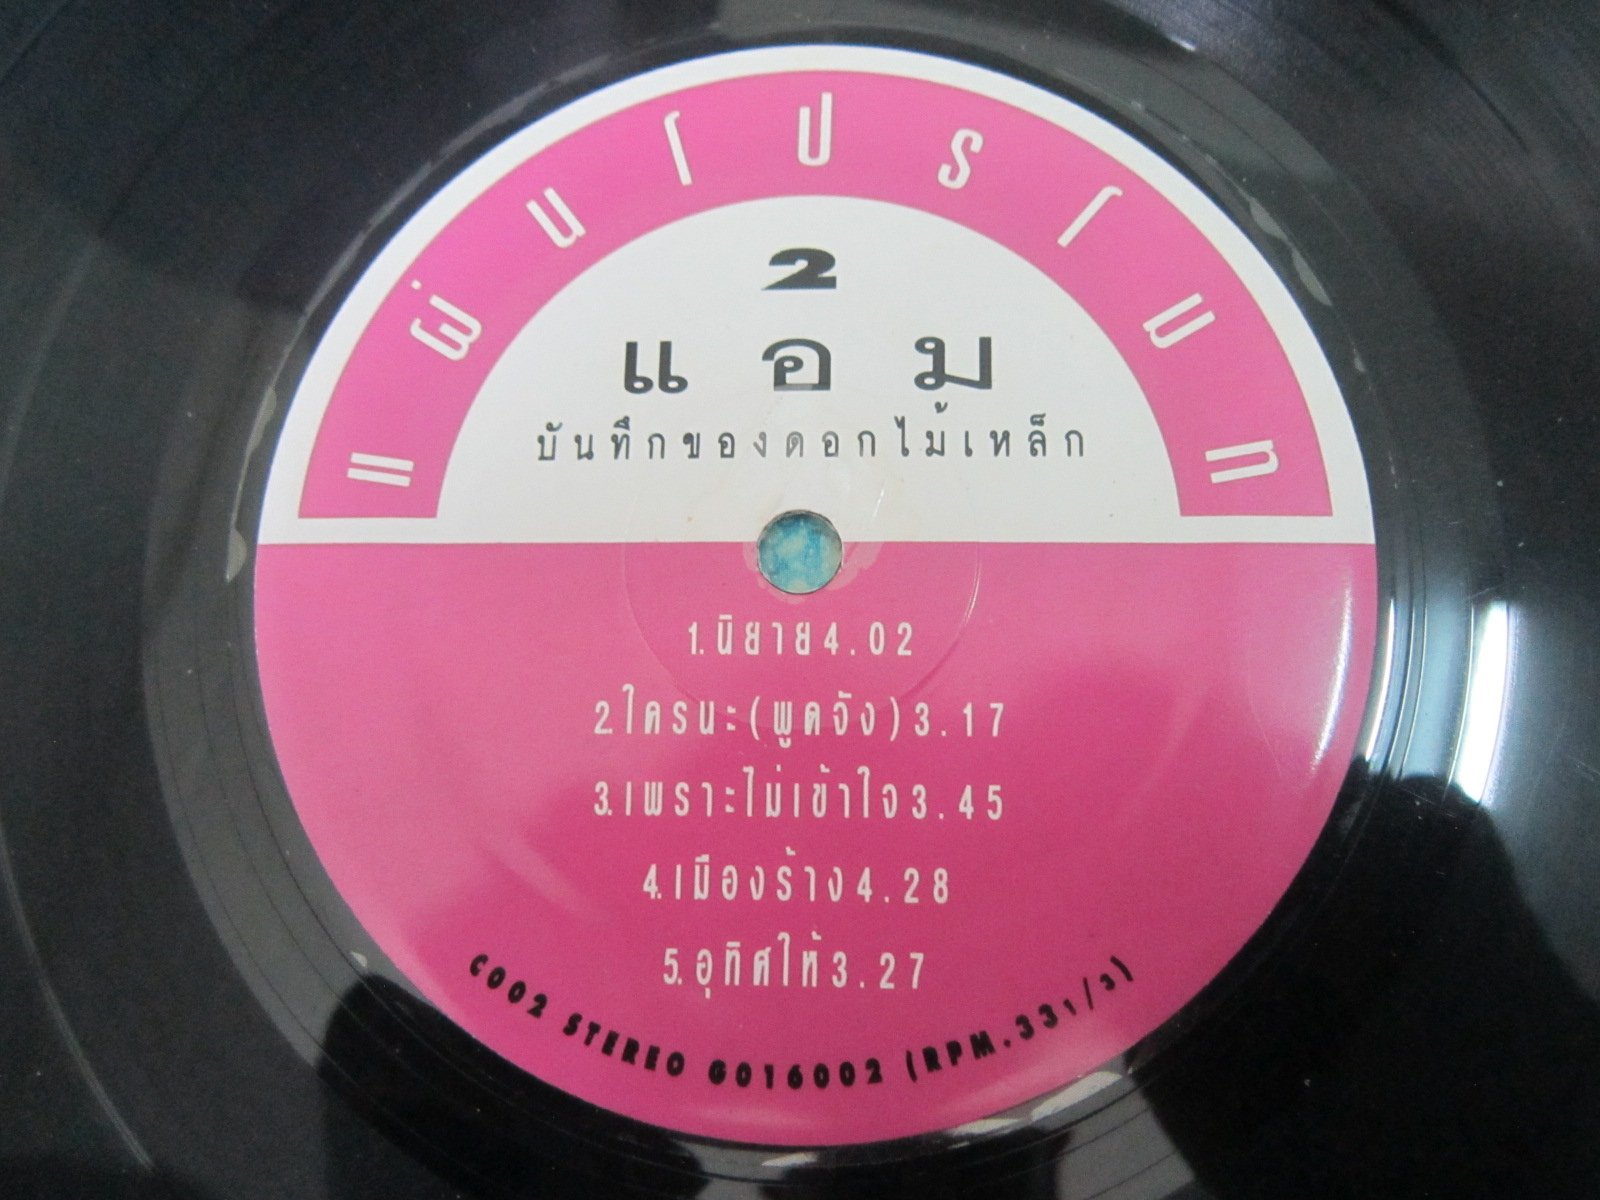 แผ่นโปรโมท
2
แอม
บันทึกของดอกไม้เหล็ก
1.นิยาย4.02
2.ใครนะ(พูดจัง)3.17
3.เพราะไม่เข้าใจ3.45
4.เมืองร้าง4.28
5.อุทิศให้3.27
C002 STEREO G016002 (RPM.33 1/3)